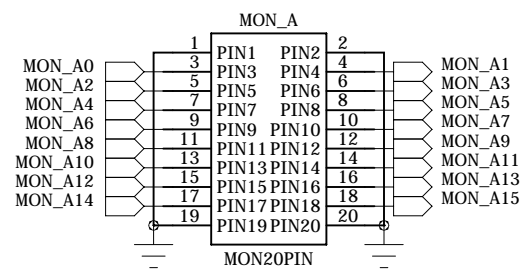 MON_A
1 PIN1 PIN2 2
MON_A0 3 PIN3 PIN4 4 MON_A1
MON_A2 5 PIN5 PIN6 6 MON_A3
MON_A4 7 PIN7 PIN8 8 MON_A5
MON_A6 9 PIN9 PIN10 10 MON_A7
MON_A8 11 PIN11 PIN12 12 MON_A9
MON_A10 13 PIN13 PIN14 14 MON_A11
MON_A12 15 PIN15 PIN16 16 MON_A13
MON_A14 17 PIN17 PIN18 18 MON_A15
19 PIN19 PIN20 20
MON20PIN